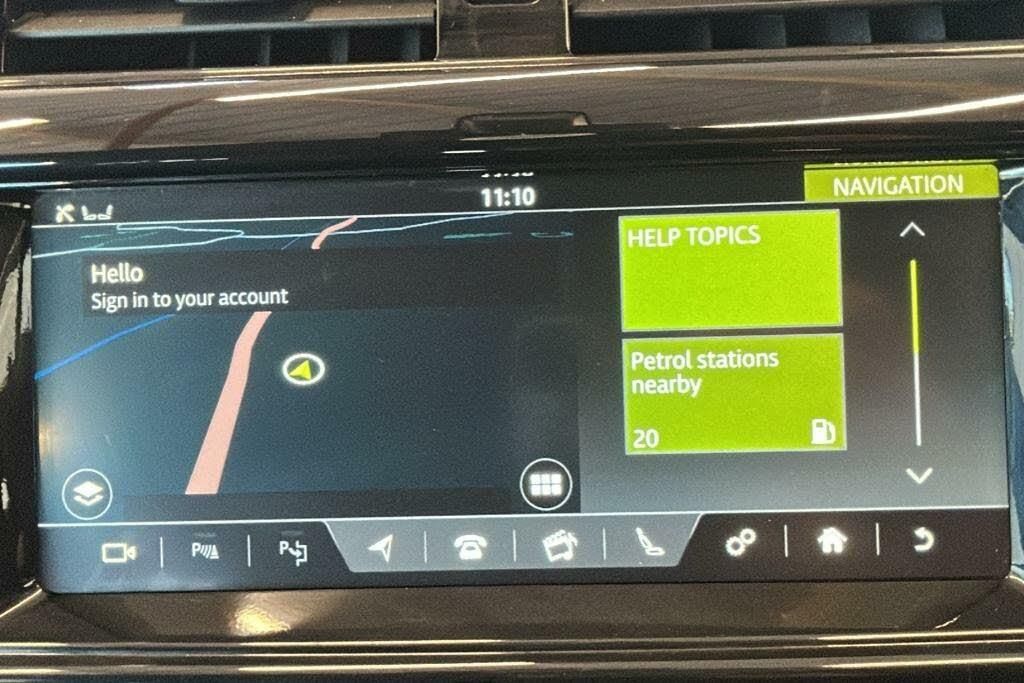 11:10
NAVIGATION
Hello
Sign in to your account
HELP TOPICS
Petrol stations
nearby
20
P
P